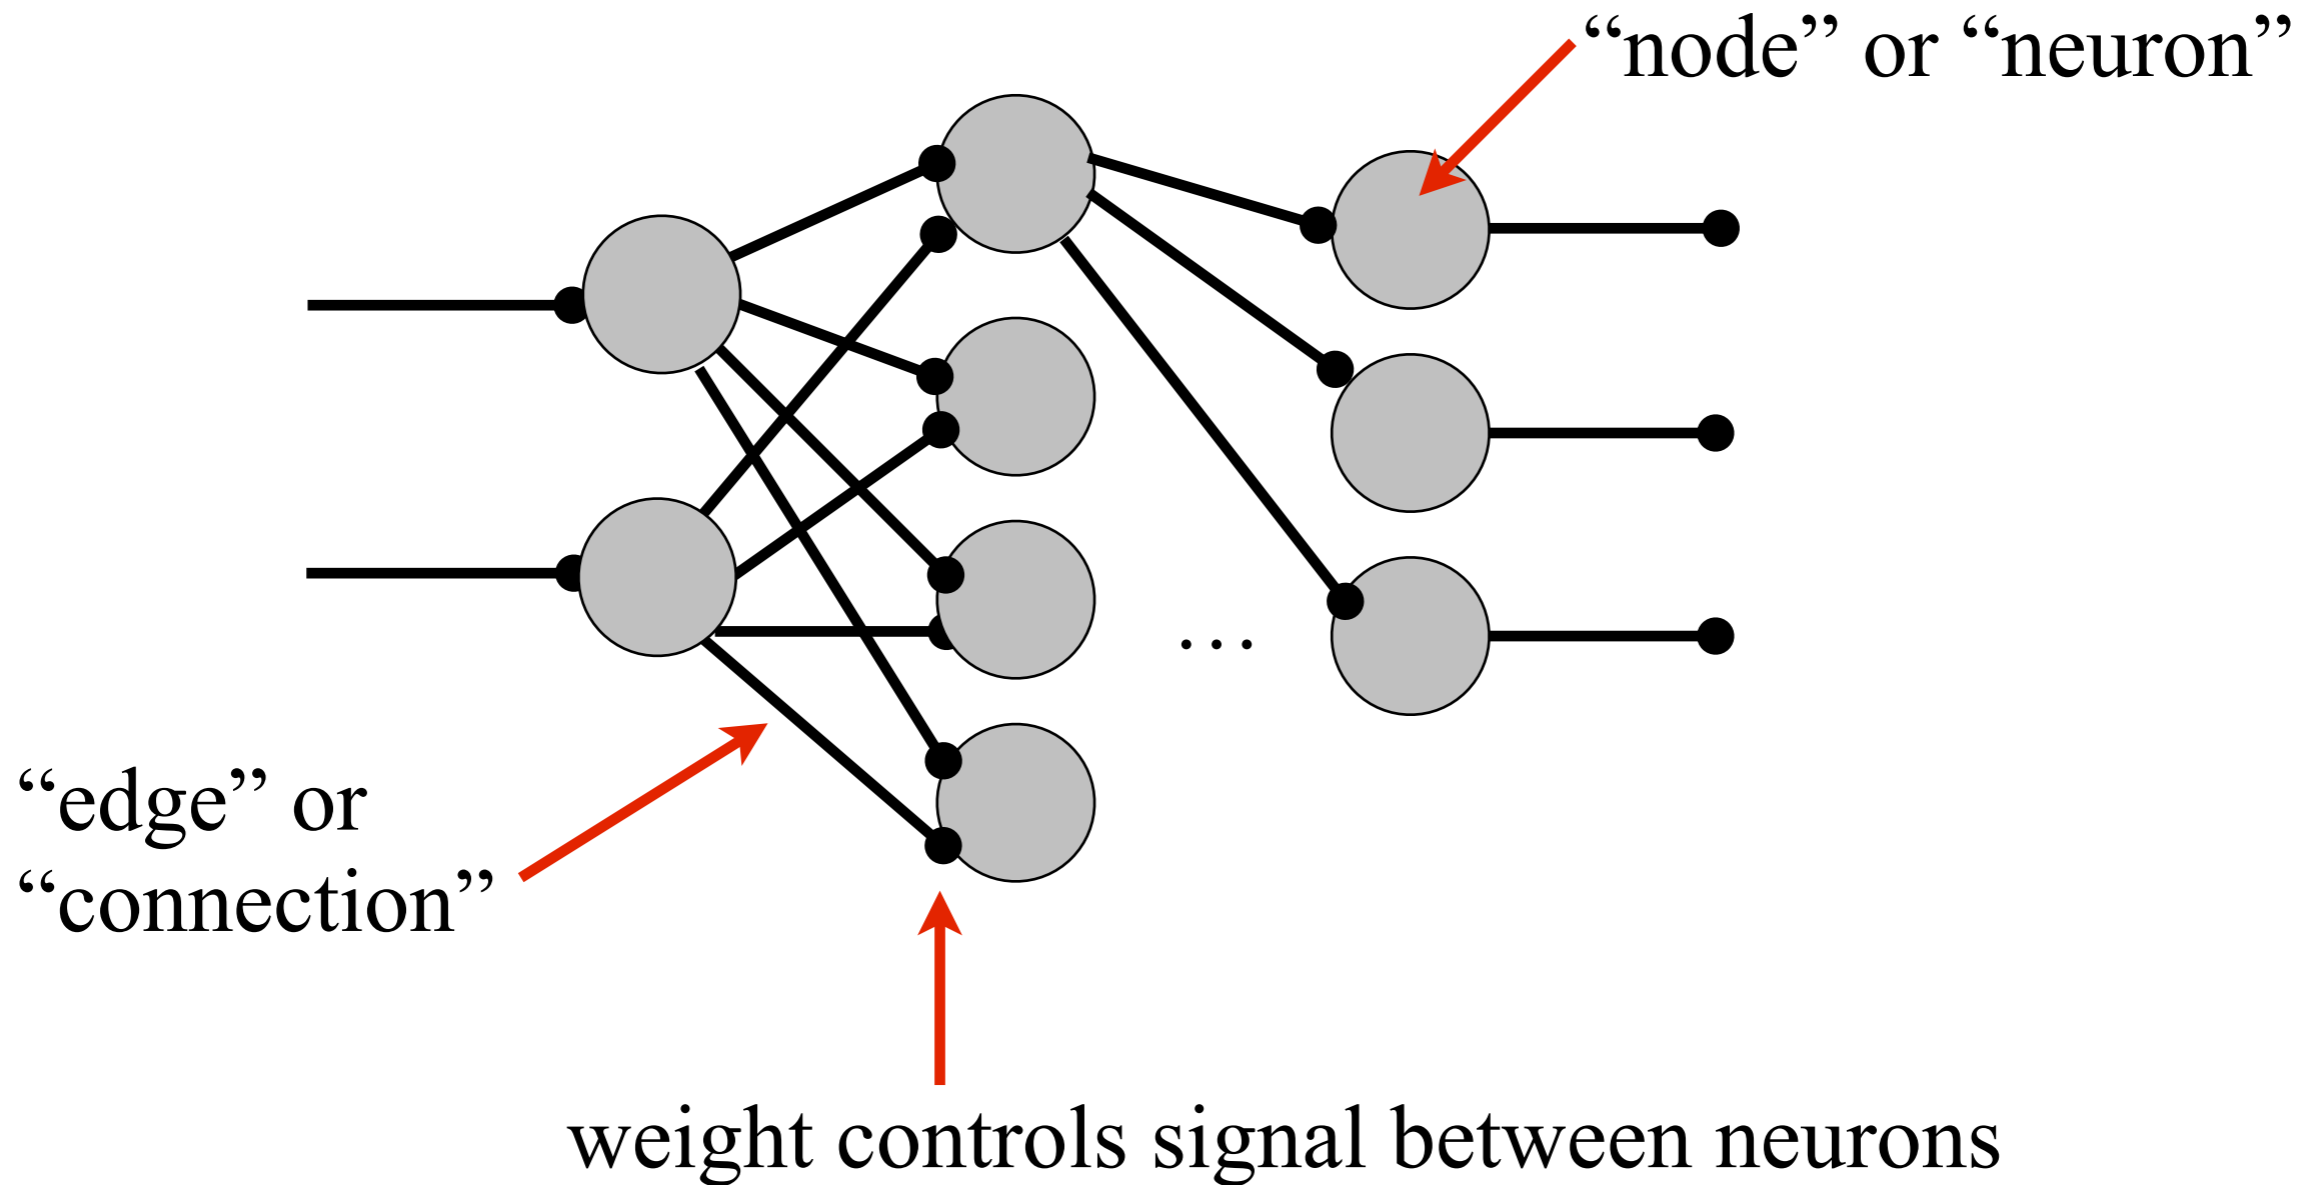 “node” or “neuron”
...
“edge” or
“connection”
weight controls signal between neurons